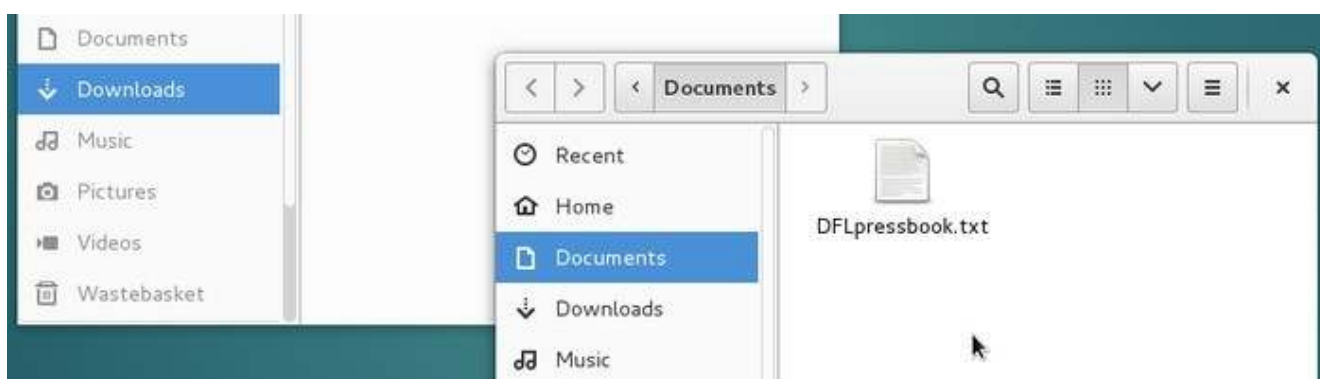 Documents
Downloads
Music
Pictures
Videos
Wastebasket
Documents
Recent
Home
Documents
Downloads
Music
DFLpressbook.txt